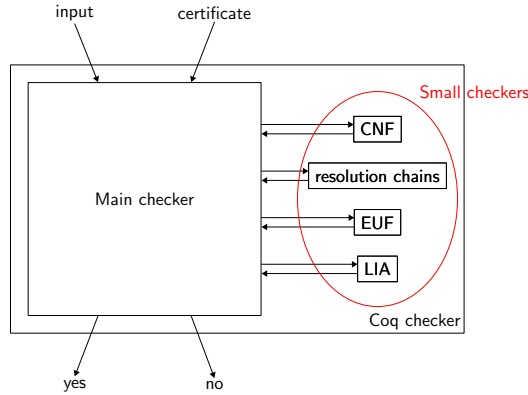 input
certificate
Small checkers
CNF
resolution chains
Main checker
EUF
LIA
Coq checker
yes
no